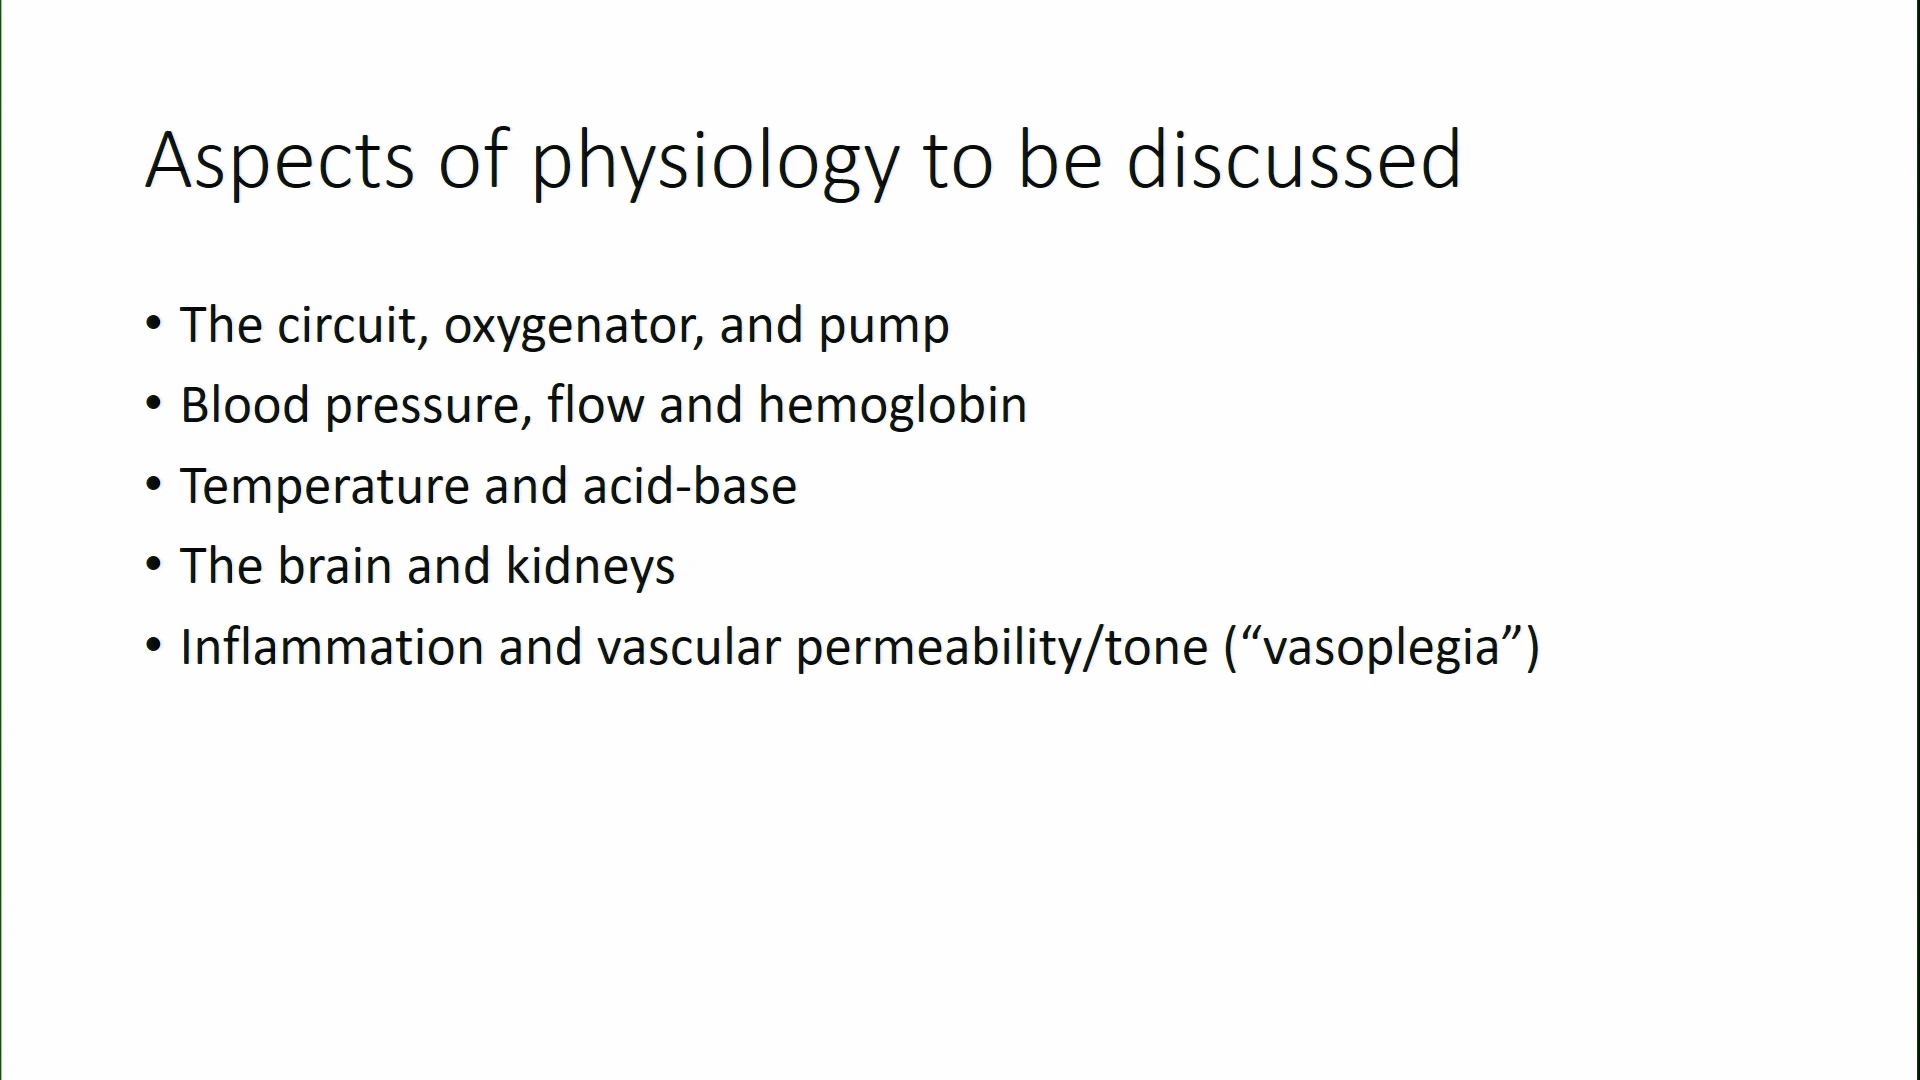 Aspects of physiology to be discussed
• The circuit, oxygenator, and pump
• Blood pressure, flow and hemoglobin
• Temperature and acid-base
• The brain and kidneys
• Inflammation and vascular permeability/tone (“vasoplegia”)